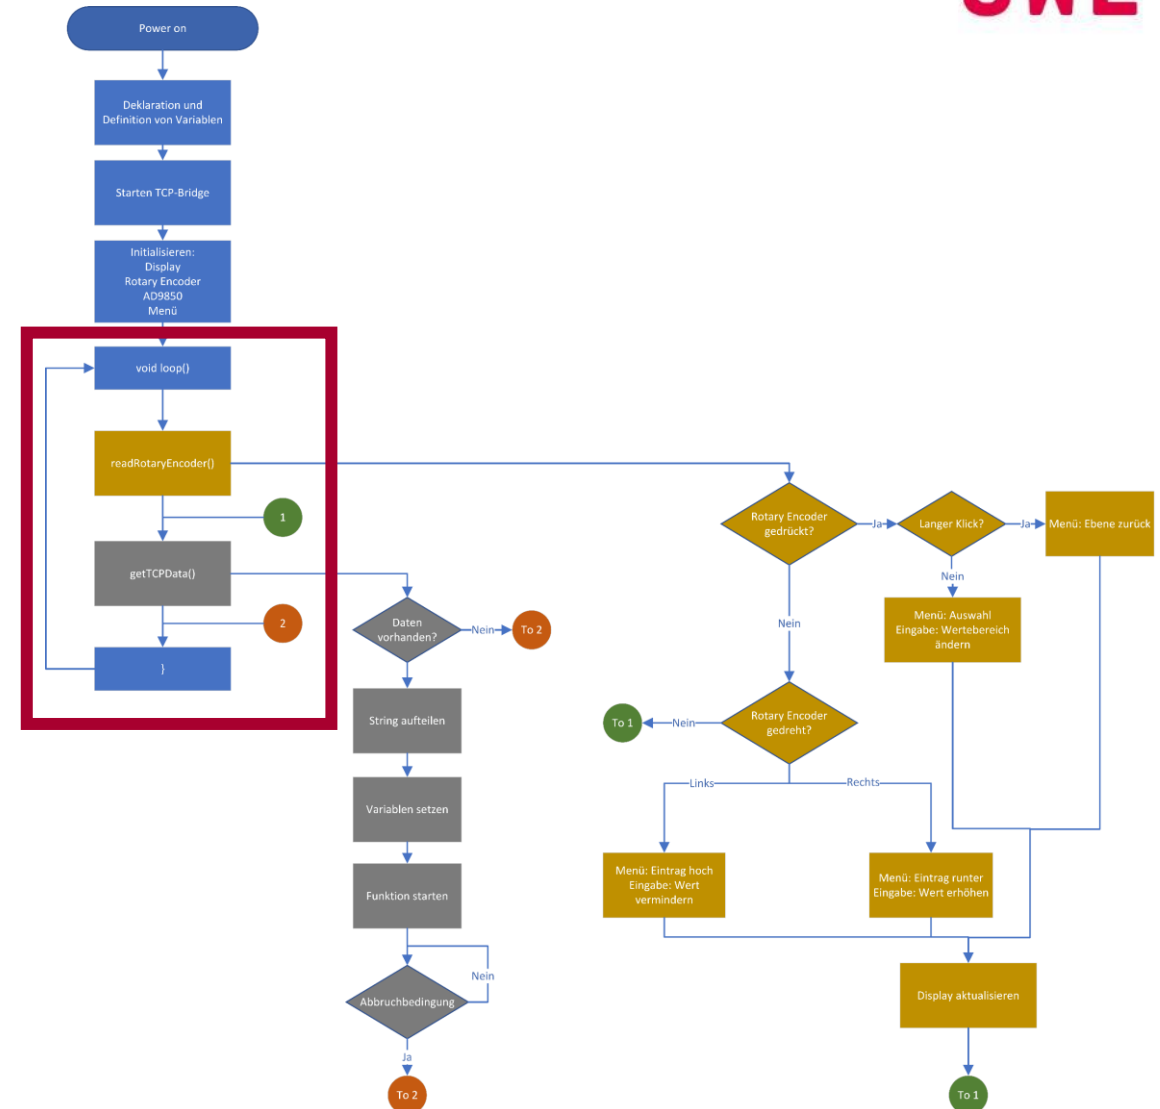 Power on
Deklaration und
Definition von Variablen
Starten TCP-Bridge
Initialisieren:
Display
Rotary Encoder
AD9850
Menü
void loop()
readRotaryEncoder()
1
getTCPData()
2
}
Daten
vorhanden?
Nein
To 2
String aufteilen
Variablen setzen
Funktion starten
Nein
Abbruchbedingung
Ja
To 2
Rotary Encoder
gedrückt?
Ja
Langer Klick?
Ja
Menü: Ebene zurück
Nein
Menü: Auswahl
Eingabe: Wertebereich
ändern
Nein
Rotary Encoder
gedreht?
Nein
To 1
Links
Rechts
Menü: Eintrag hoch
Eingabe: Wert
vermindern
Menü: Eintrag runter
Eingabe: Wert erhöhen
Display aktualisieren
To 1